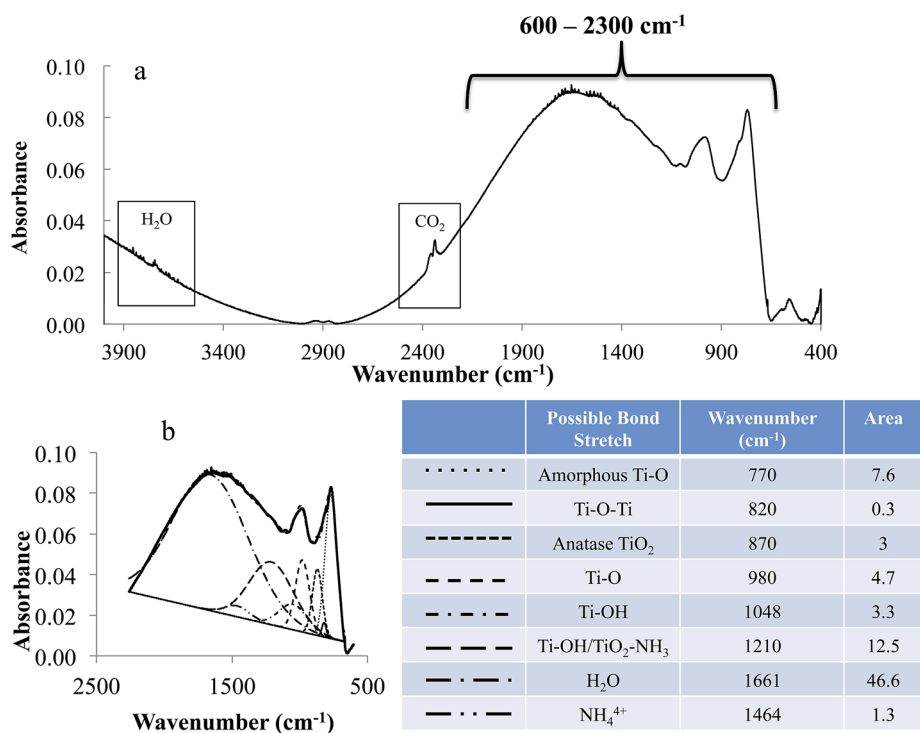 600 – 2300 cm⁻¹
a
0.10
0.08
0.06
0.04
0.02
0.00
Absorbance
H₂O
CO₂
3900 3400 2900 2400 1900 1400 900 400
Wavenumber (cm⁻¹)
b
0.10
0.08
0.06
0.04
0.02
0.00
Absorbance
2500 1500 500
Wavenumber (cm⁻¹)
Possible Bond Stretch Wavenumber (cm⁻¹) Area
Amorphous Ti-O 770 7.6
Ti-O-Ti 820 0.3
Anatase TiO₂ 870 3
Ti-O 980 4.7
Ti-OH 1048 3.3
Ti-OH/TiO₂-NH₃ 1210 12.5
H₂O 1661 46.6
NH₄⁴⁺ 1464 1.3